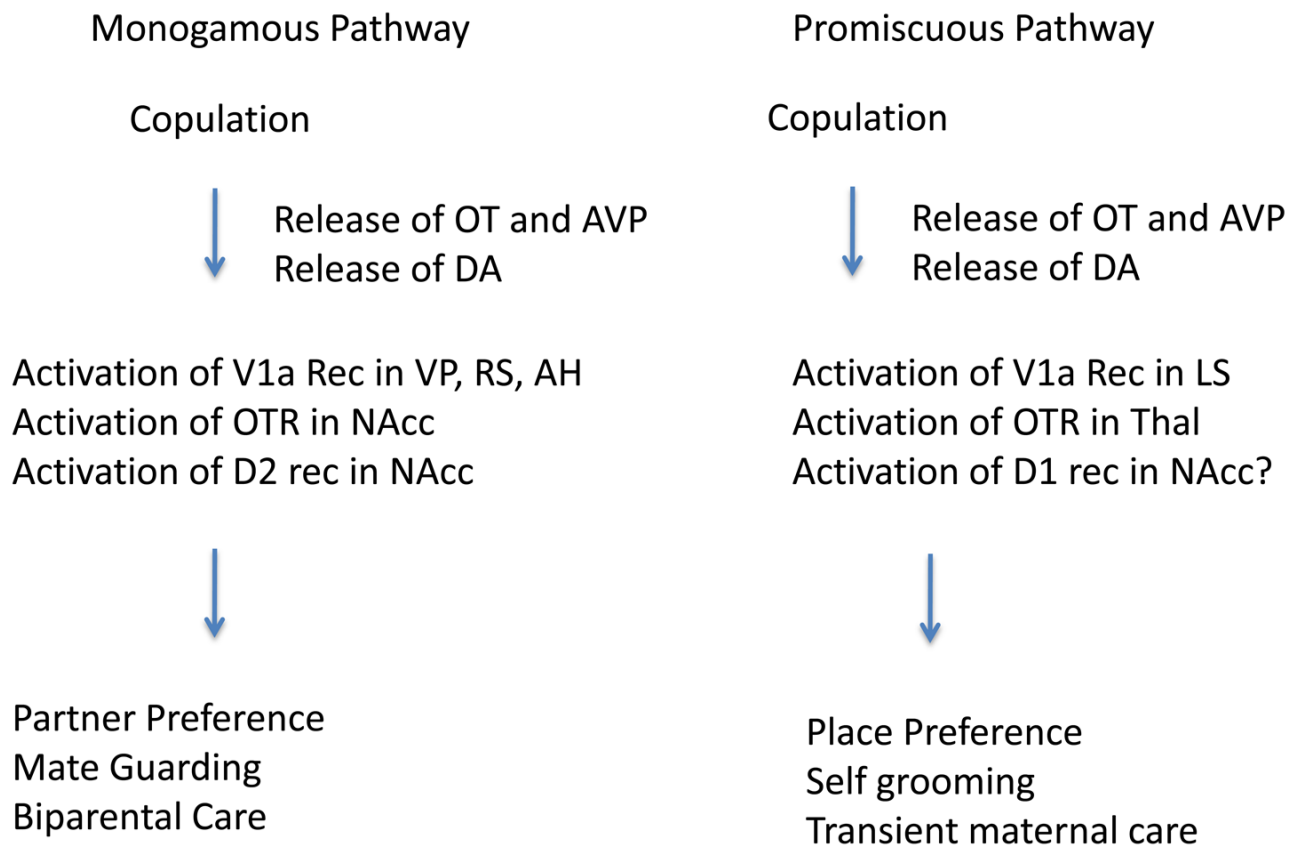 Monogamous Pathway
Copulation
Release of OT and AVP
Release of DA
Activation of V1a Rec in VP, RS, AH
Activation of OTR in NAcc
Activation of D2 rec in NAcc
Partner Preference
Mate Guarding
Biparental Care
Promiscuous Pathway
Copulation
Release of OT and AVP
Release of DA
Activation of V1a Rec in LS
Activation of OTR in Thal
Activation of D1 rec in NAcc?
Place Preference
Self grooming
Transient maternal care